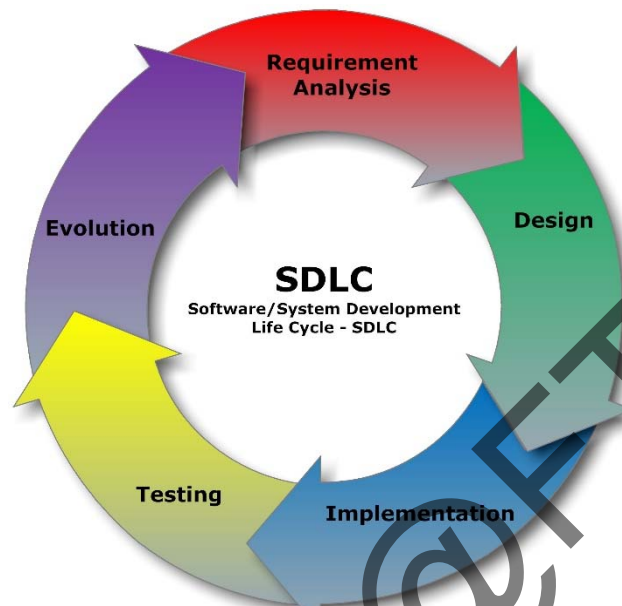 Requirement
Analysis
Design
Evolution
SDLC
Software/System Development
Life Cycle - SDLC
Testing
Implementation